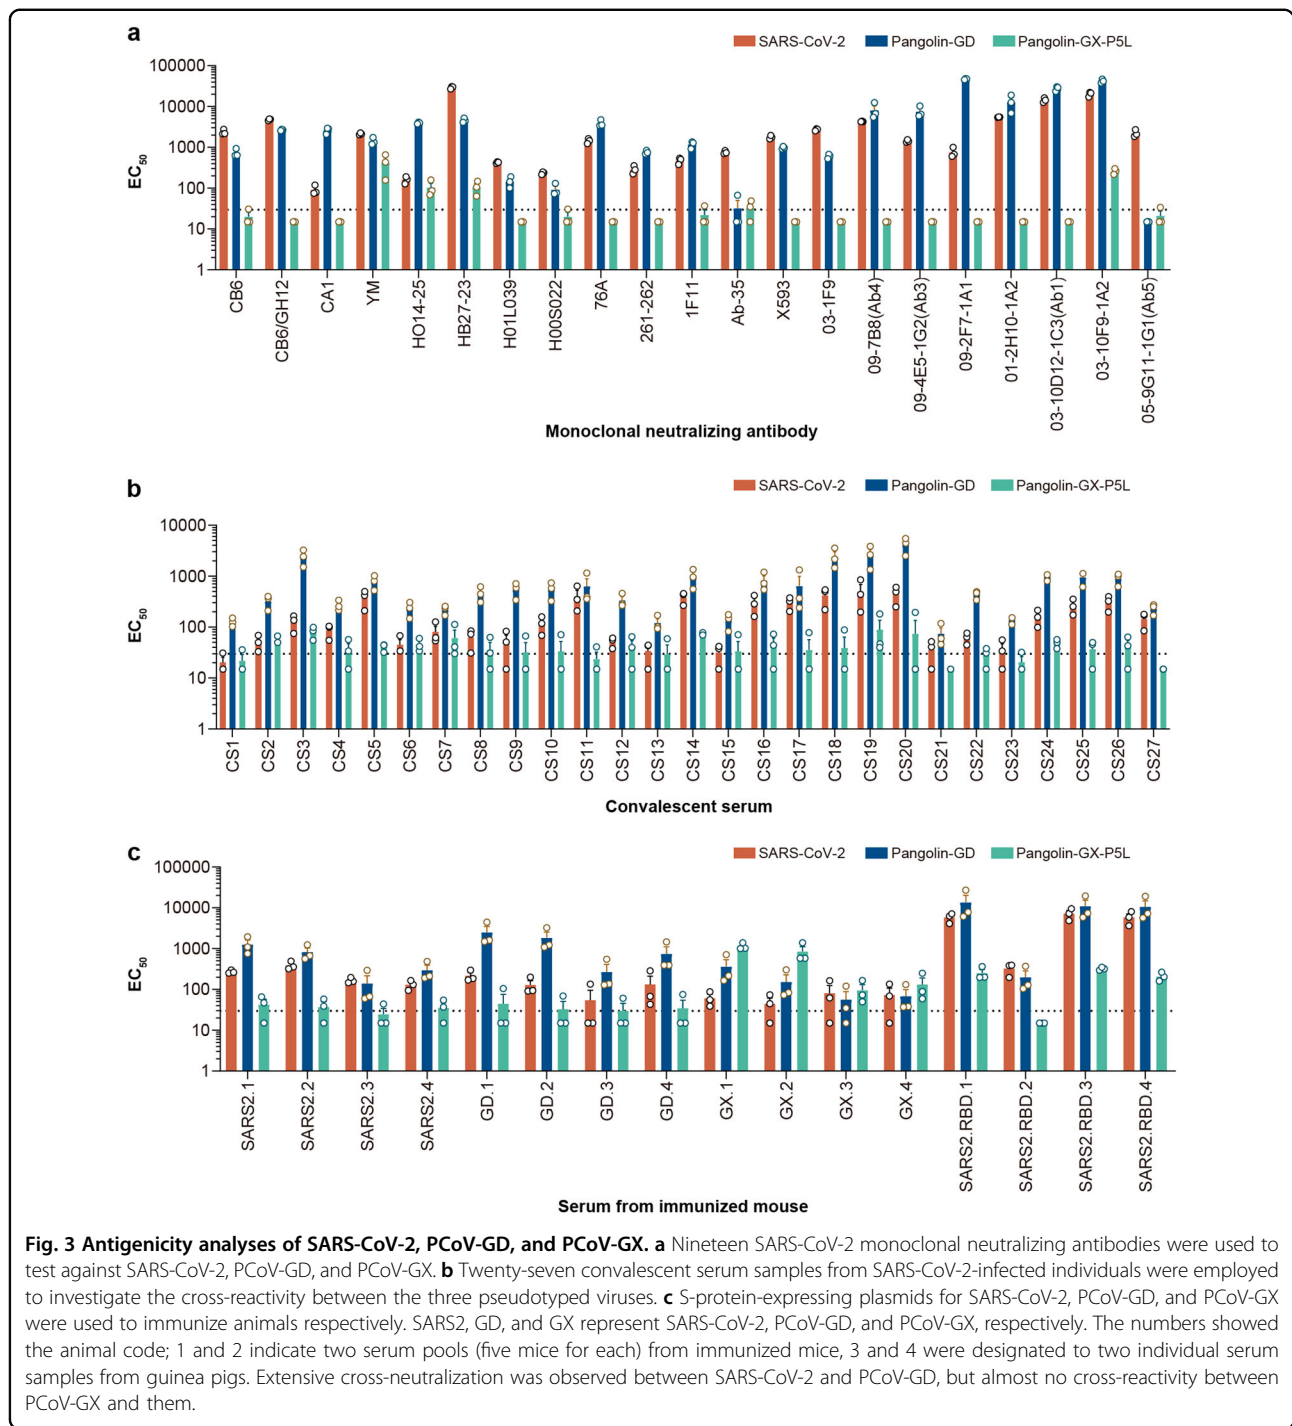 a
SARS-CoV-2 Pangolin-GD Pangolin-GX-P5L
100000
10000
1000
100
10
1
EC50
CB6 CB6/GH12 CA1 YM HO14-25 HB27-23 H01L039 H00S022 76A 261-262 1F11 Ab-35 X593 03-1F9 09-7B8(Ab4) 09-4E5-1G2(Ab3) 09-2F7-1A1 01-2H10-1A2 03-10D12-1C3(Ab1) 03-10F9-1A2 05-9G11-1G1(Ab5)
Monoclonal neutralizing antibody
b
SARS-CoV-2 Pangolin-GD Pangolin-GX-P5L
10000
1000
100
10
1
EC50
CS1 CS2 CS3 CS4 CS5 CS6 CS7 CS8 CS9 CS10 CS11 CS12 CS13 CS14 CS15 CS16 CS17 CS18 CS19 CS20 CS21 CS22 CS23 CS24 CS25 CS26 CS27
Convalescent serum
c
SARS-CoV-2 Pangolin-GD Pangolin-GX-P5L
100000
10000
1000
100
10
1
EC50
SARS2.1 SARS2.2 SARS2.3 SARS2.4 GD.1 GD.2 GD.3 GD.4 GX.1 GX.2 GX.3 GX.4 SARS2.RBD.1 SARS2.RBD.2 SARS2.RBD.3 SARS2.RBD.4
Serum from immunized mouse
Fig. 3 Antigenicity analyses of SARS-CoV-2, PCoV-GD, and PCoV-GX. a Nineteen SARS-CoV-2 monoclonal neutralizing antibodies were used to
test against SARS-CoV-2, PCoV-GD, and PCoV-GX. b Twenty-seven convalescent serum samples from SARS-CoV-2-infected individuals were employed
to investigate the cross-reactivity between the three pseudotyped viruses. c S-protein-expressing plasmids for SARS-CoV-2, PCoV-GD, and PCoV-GX
were used to immunize animals respectively. SARS2, GD, and GX represent SARS-CoV-2, PCoV-GD, and PCoV-GX, respectively. The numbers showed
the animal code; 1 and 2 indicate two serum pools (five mice for each) from immunized mice, 3 and 4 were designated to two individual serum
samples from guinea pigs. Extensive cross-neutralization was observed between SARS-CoV-2 and PCoV-GD, but almost no cross-reactivity between
PCoV-GX and them.